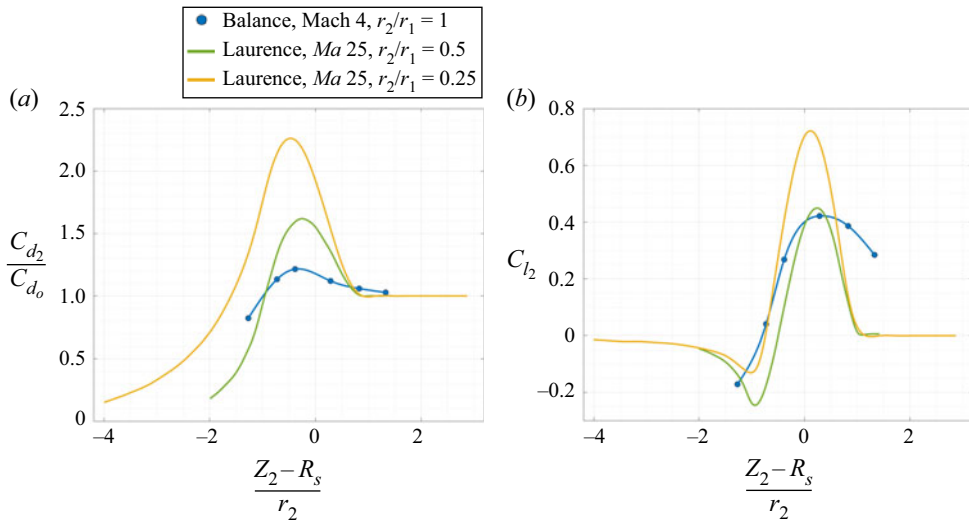 Balance, Mach 4, r2/r1 = 1
Laurence, Ma 25, r2/r1 = 0.5
Laurence, Ma 25, r2/r1 = 0.25
(a)
2.5
2.0
1.5
1.0
0.5
0
Cd2
Cdo
–4
–2
0
2
Z2 – Rs
r2
(b)
0.8
0.6
0.4
0.2
0
–0.2
Cl2
–4
–2
0
2
Z2 – Rs
r2